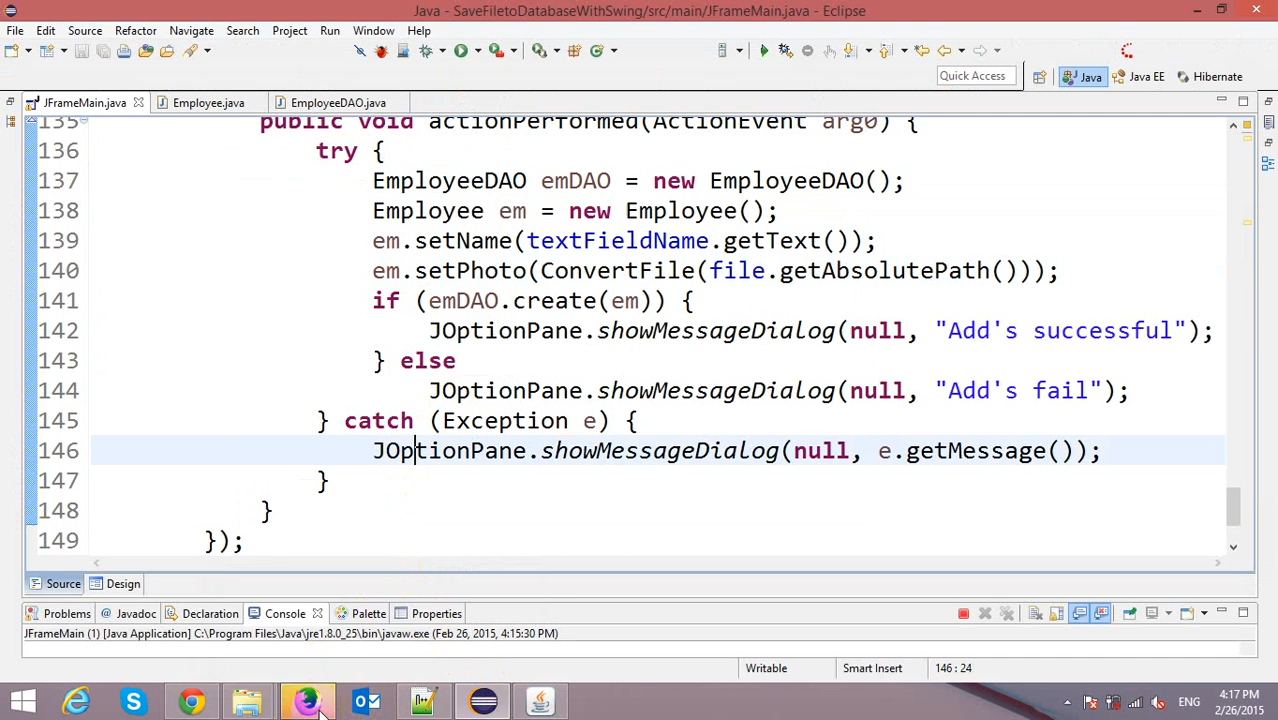 Java - SaveFiletoDatabaseWithSwing/src/main/JFrameMain.java - Eclipse
File Edit Source Refactor Navigate Search Project Run Window Help
Quick Access Java Java EE Hibernate
JFrameMain.java Employee.java EmployeeDAO.java
135 public void actionPerformed(ActionEvent arg0) {
136 try {
137 EmployeeDAO emDAO = new EmployeeDAO();
138 Employee em = new Employee();
139 em.setName(textFieldName.getText());
140 em.setPhoto(ConvertFile(file.getAbsolutePath()));
141 if (emDAO.create(em)) {
142 JOptionPane.showMessageDialog(null, "Add's successful");
143 } else
144 JOptionPane.showMessageDialog(null, "Add's fail");
145 } catch (Exception e) {
146 JOptionPane.showMessageDialog(null, e.getMessage());
147 }
148 }
149 });
Source Design
Problems Javadoc Declaration Console Palette Properties
JFrameMain (1) [Java Application] C:\Program Files\Java\jre1.8.0_25\bin\javaw.exe (Feb 26, 2015, 4:15:30 PM)
Writable Smart Insert 146 : 24
ENG 4:17 PM
2/26/2015